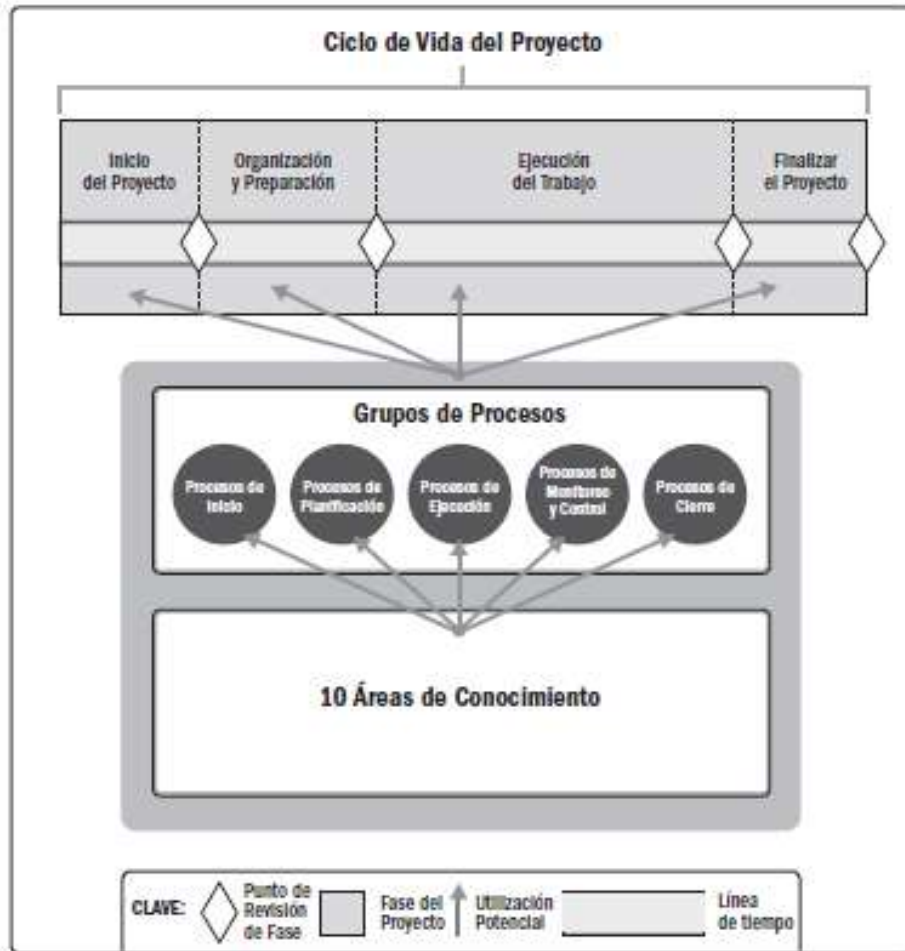 Ciclo de Vida del Proyecto
Inicio
del Proyecto
Organización
y Preparación
Ejecución
del Trabajo
Finalizar
el Proyecto
Grupos de Procesos
Procesos de
Inicio
Procesos de
Planificación
Procesos de
Ejecución
Procesos de
Monitoreo
y Control
Procesos de
Cierre
10 Áreas de Conocimiento
CLAVE:
Punto de
Revisión
de Fase
Fase del
Proyecto
Utilización
Potencial
Línea
de tiempo